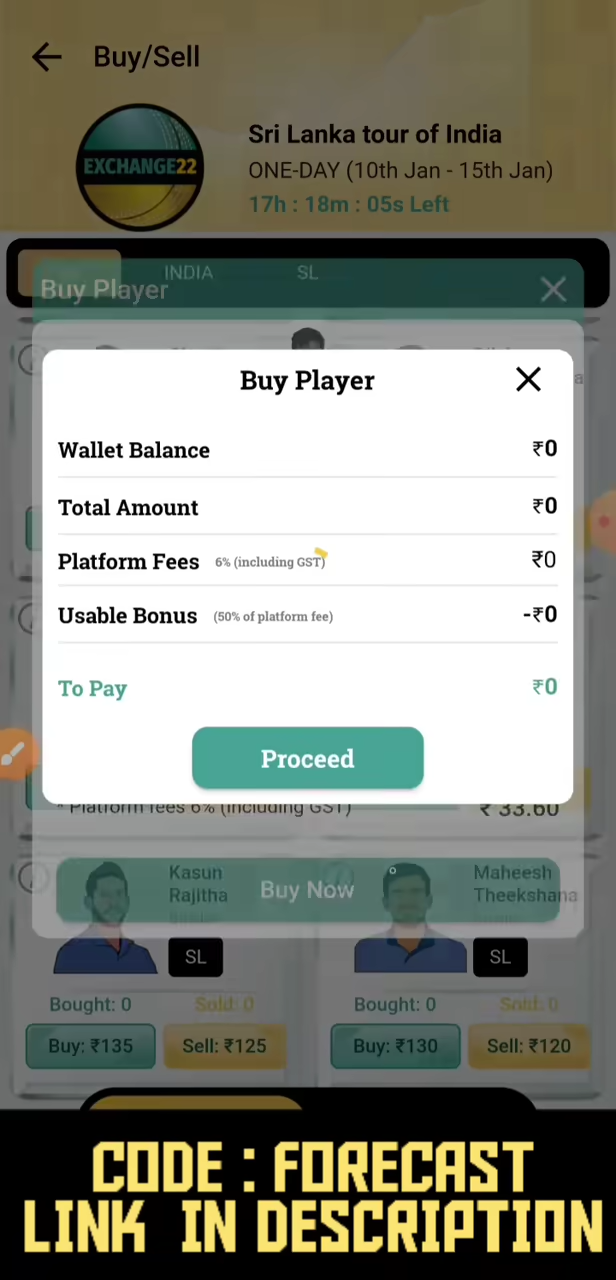 Buy/Sell
EXCHANGE22
Sri Lanka tour of India
ONE-DAY (10th Jan - 15th Jan)
17h : 18m : 05s Left
INDIA SL
Buy Player
Buy Player
Wallet Balance ₹0
Total Amount ₹0
Platform Fees 6% (including GST) ₹0
Usable Bonus (50% of platform fee) -₹0
To Pay ₹0
Proceed
* Platform fees 6% (including GST) ₹ 33.60
Kasun Rajitha
Maheesh Theekshana
Buy Now
SL SL
Bought: 0 Sold: 0 Bought: 0 Sold: 0
Buy: ₹135 Sell: ₹125 Buy: ₹130 Sell: ₹120
CODE : FORECAST
LINK IN DESCRIPTION